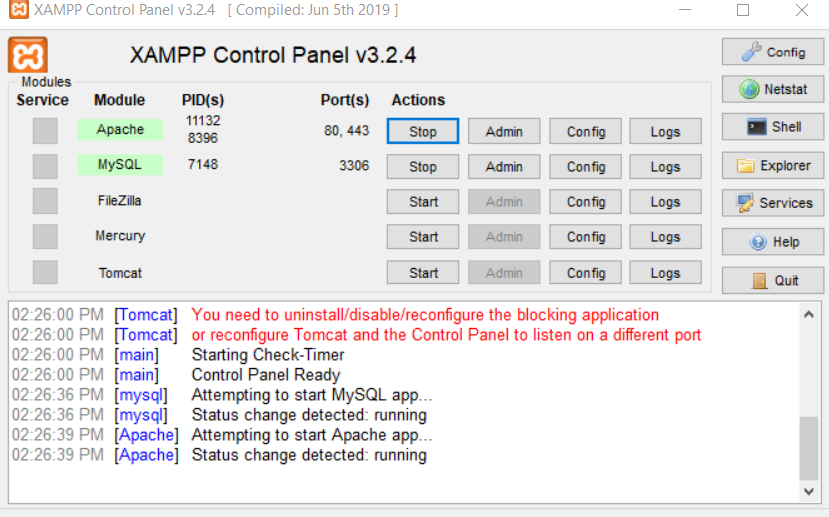 XAMPP Control Panel v3.2.4 [ Compiled: Jun 5th 2019 ]
XAMPP Control Panel v3.2.4
Config
Modules
Service Module PID(s) Port(s) Actions
Netstat
Apache 11132 8396 80, 443 Stop Admin Config Logs
Shell
MySQL 7148 3306 Stop Admin Config Logs
Explorer
FileZilla Start Admin Config Logs
Services
Mercury Start Admin Config Logs
Help
Tomcat Start Admin Config Logs
Quit
02:26:00 PM [Tomcat] You need to uninstall/disable/reconfigure the blocking application
02:26:00 PM [Tomcat] or reconfigure Tomcat and the Control Panel to listen on a different port
02:26:00 PM [main] Starting Check-Timer
02:26:00 PM [main] Control Panel Ready
02:26:36 PM [mysql] Attempting to start MySQL app...
02:26:36 PM [mysql] Status change detected: running
02:26:39 PM [Apache] Attempting to start Apache app...
02:26:39 PM [Apache] Status change detected: running